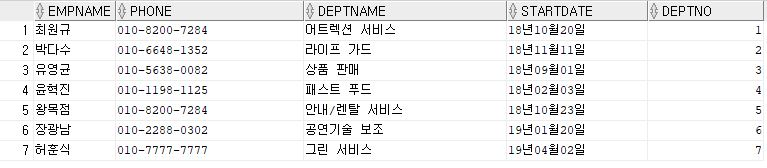 EMPNAME PHONE DEPTNAME STARTDATE DEPTNO
1 최원규 010-8200-7284 어트렉션 서비스 18년10월20일 1
2 박다수 010-6648-1352 라이프 가드 18년11월11일 2
3 유영균 010-5638-0082 상품 판매 18년09월01일 3
4 윤혁진 010-1198-1125 패스트 푸드 18년02월03일 4
5 왕목점 010-8200-7284 안내/렌탈 서비스 18년10월23일 5
6 장광남 010-2288-0302 공연기술 보조 19년01월20일 6
7 허훈식 010-7777-7777 그린 서비스 19년04월02일 7